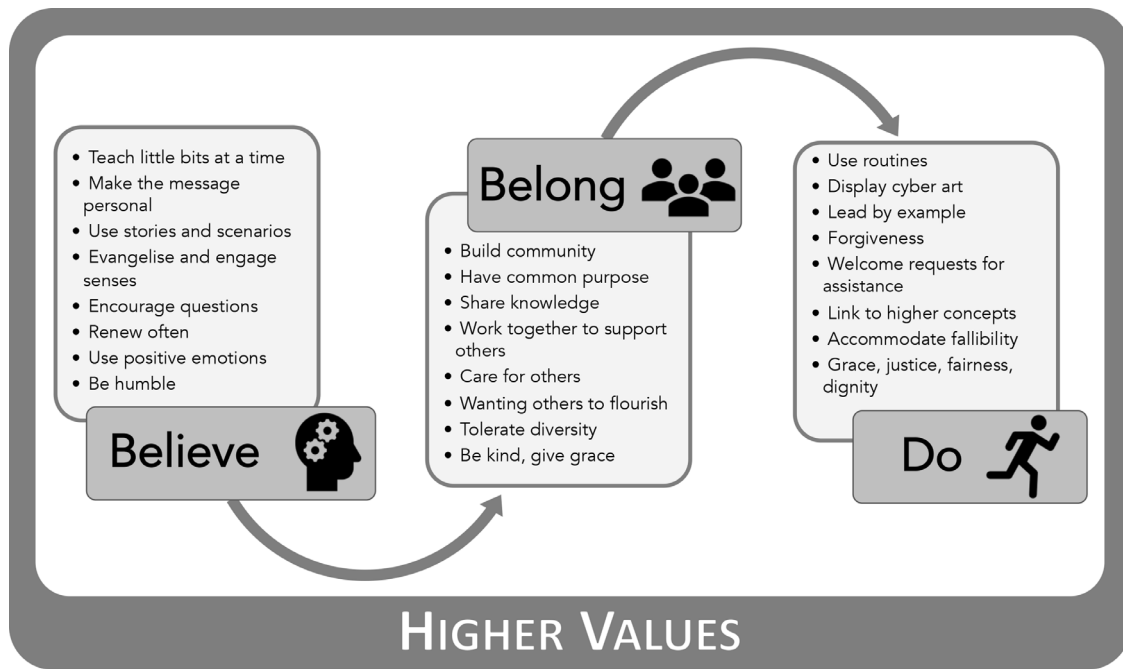 • Teach little bits at a time
• Make the message
personal
• Use stories and scenarios
• Evangelise and engage
senses
• Encourage questions
• Renew often
• Use positive emotions
• Be humble
Believe
Belong
• Build community
• Have common purpose
• Share knowledge
• Work together to support
others
• Care for others
• Wanting others to flourish
• Tolerate diversity
• Be kind, give grace
• Use routines
• Display cyber art
• Lead by example
• Forgiveness
• Welcome requests for
assistance
• Link to higher concepts
• Accommodate fallibility
• Grace, justice, fairness,
dignity
Do
HIGHER VALUES